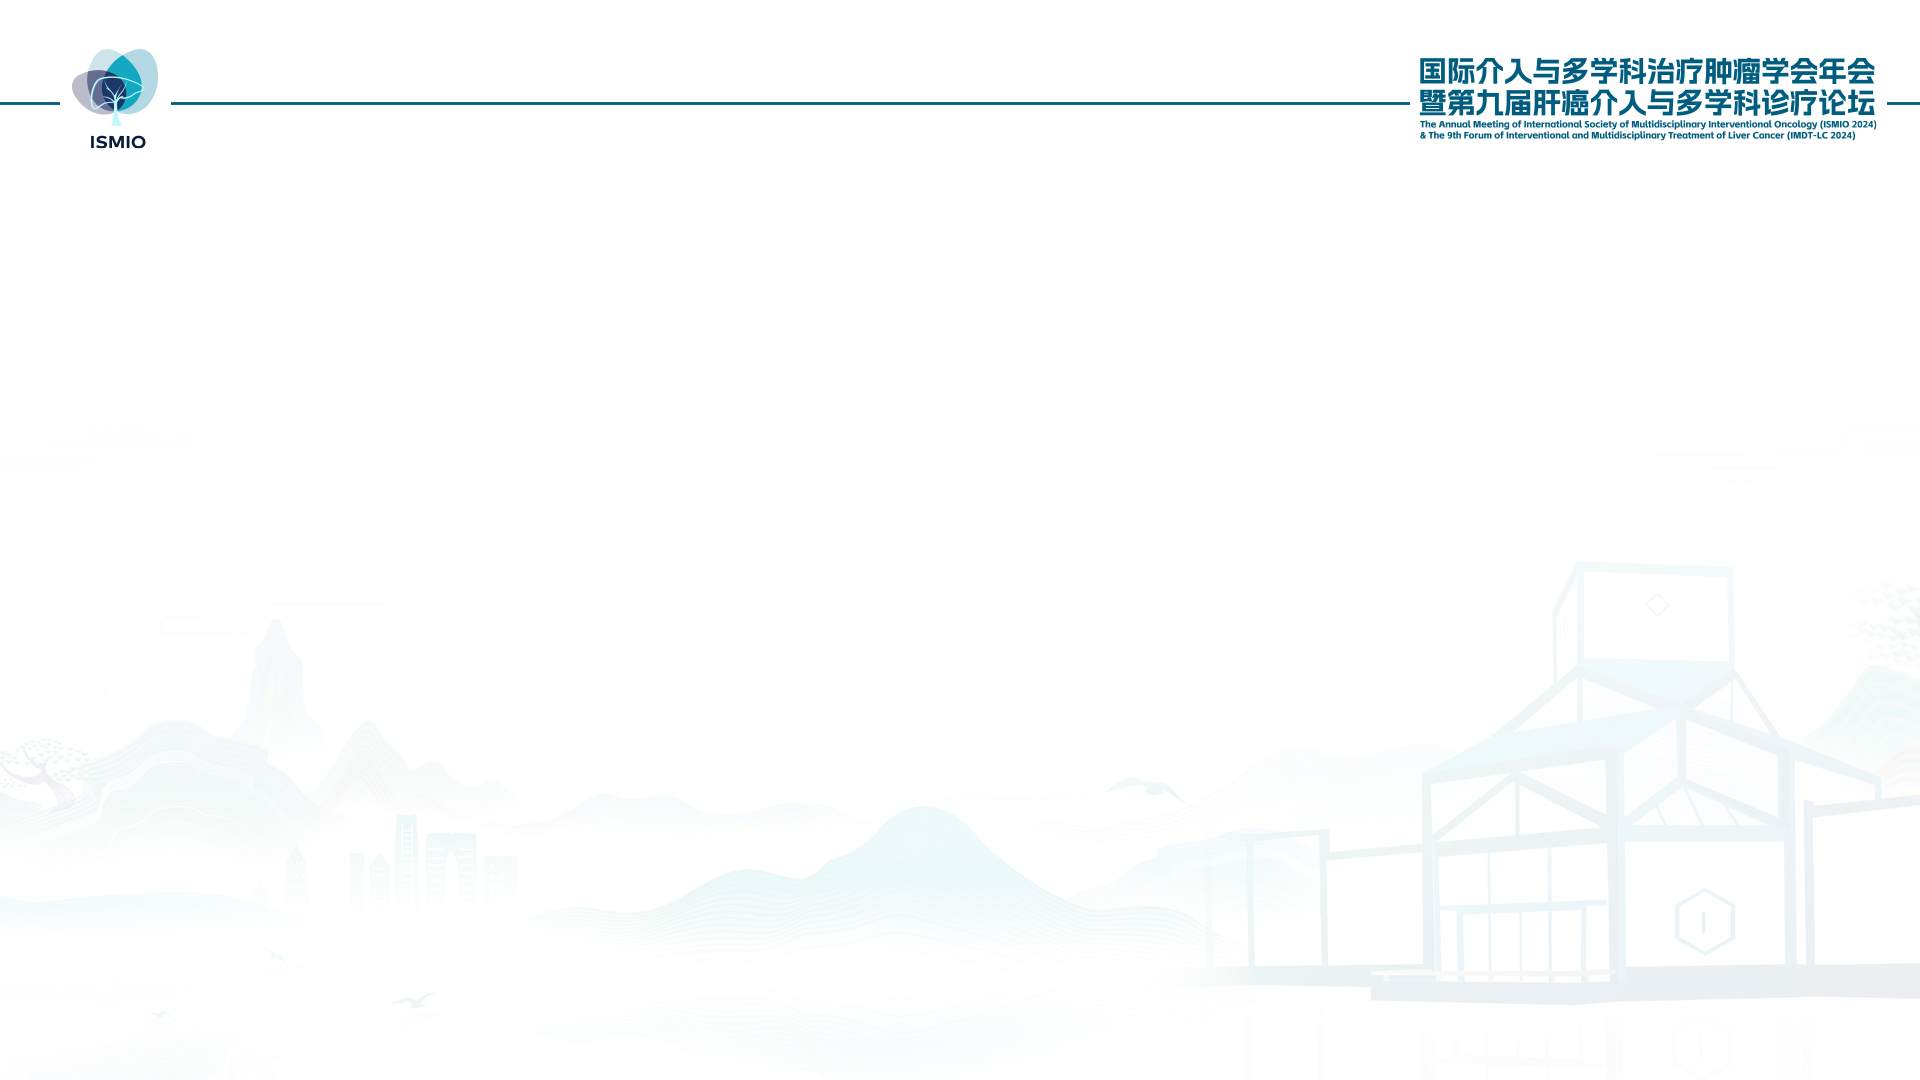 ISMIO
国际介入与多学科治疗肿瘤学会年会
暨第九届肝癌介入与多学科诊疗论坛
The Annual Meeting of International Society of Multidisciplinary Interventional Oncology (ISMIO 2024)
& The 9th Forum of Interventional and Multidisciplinary Treatment of Liver Cancer (IMDT-LC 2024)